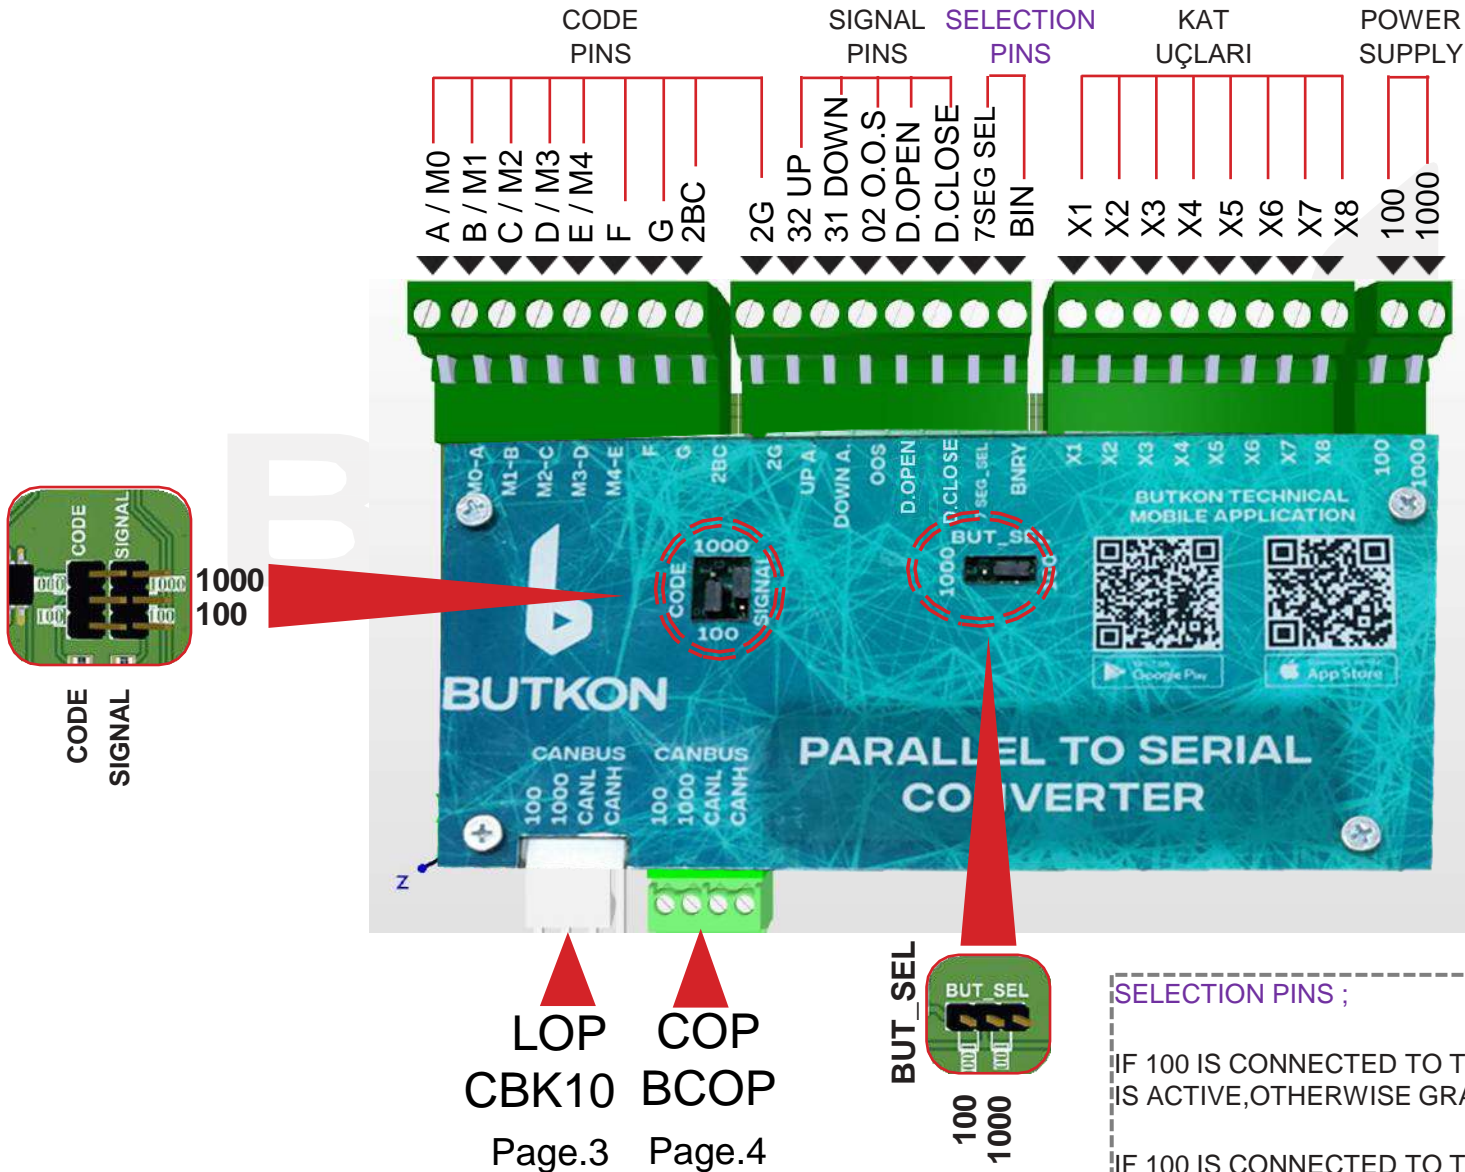 CODE
PINS
SIGNAL
PINS
SELECTION
PINS
KAT
UÇLARI
POWER
SUPPLY
A / M0
B / M1
C / M2
D / M3
E / M4
F
G
2BC
2G
32 UP
31 DOWN
02 O.O.S
D.OPEN
D.CLOSE
7SEG SEL
BIN
X1
X2
X3
X4
X5
X6
X7
X8
100
1000
M0-A
M1-B
M2-C
M3-D
M4-E
F
G
2BC
2G
UP A.
DOWN A.
OOS
D.OPEN
D.CLOSE
SEG_SEL
BNRY
X1
X2
X3
X4
X5
X6
X7
X8
100
1000
BUTKON TECHNICAL
MOBILE APPLICATION
Google Play
App Store
1000
CODE
SIGNAL
100
BUT_SEL
1000
CODE
SIGNAL
1000
100
100
1000
100
CODE
SIGNAL
BUTKON
PARALLEL TO SERIAL
CONVERTER
CANBUS
100
1000
CANL
CANH
CANBUS
100
1000
CANL
CANH
Z
LOP
CBK10
Page.3
COP
BCOP
Page.4
BUT_SEL
BUT_SEL
100
1000
SELECTION PINS ;
IF 100 IS CONNECTED TO T
IS ACTIVE,OTHERWISE GRA
IF 100 IS CONNECTED TO T